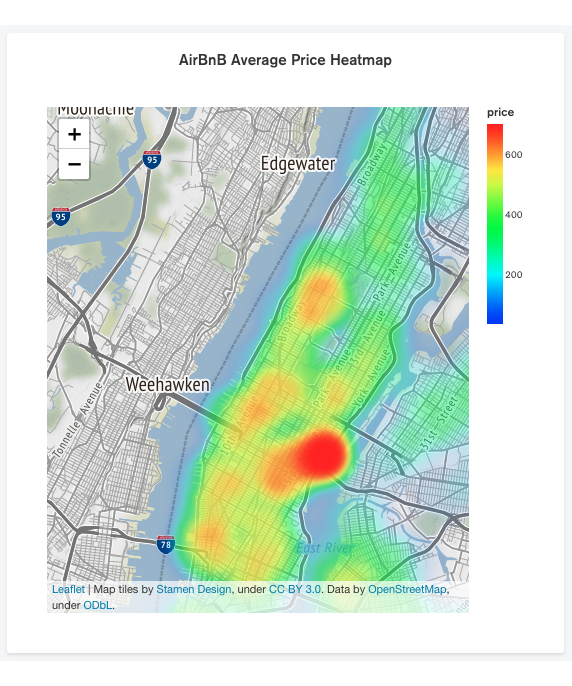 AirBnB Average Price Heatmap
Moonachie
+
−
95
Edgewater
95
Broadway
Park Avenue
Broadway
Weehawken
Tonnelle Avenue
10th Avenue
Park Avenue
York Avenue
31st Street
78
East River
price
600
400
200
Leaflet | Map tiles by Stamen Design, under CC BY 3.0. Data by OpenStreetMap,
under ODbL.